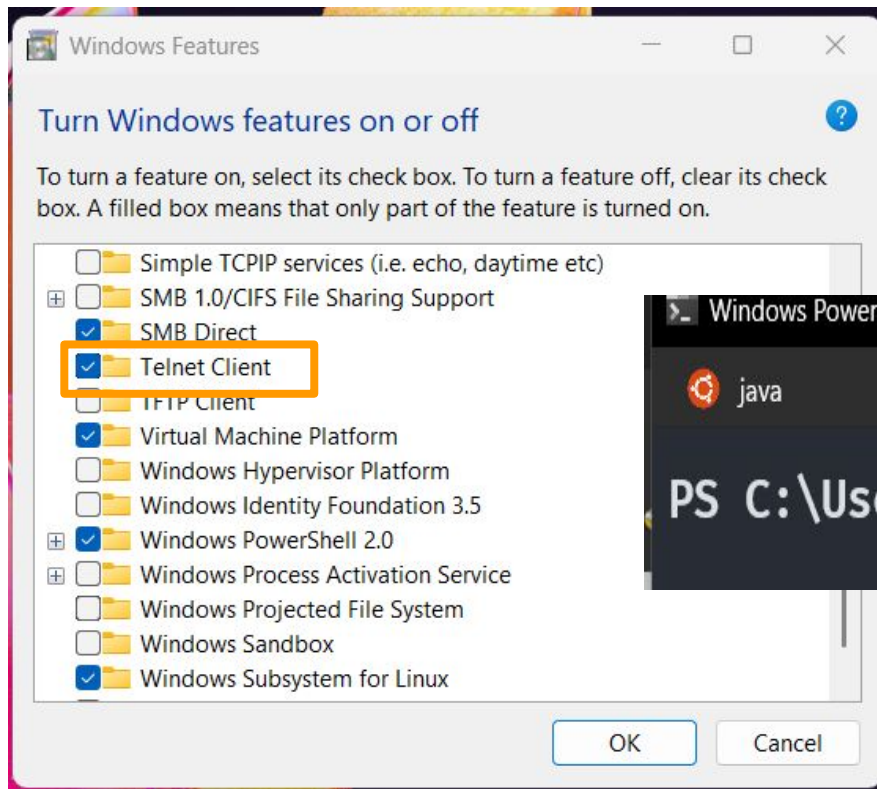 Windows Features
Turn Windows features on or off
To turn a feature on, select its check box. To turn a feature off, clear its check
box. A filled box means that only part of the feature is turned on.
Simple TCPIP services (i.e. echo, daytime etc)
SMB 1.0/CIFS File Sharing Support
SMB Direct
Telnet Client
TFTP Client
Virtual Machine Platform
Windows Hypervisor Platform
Windows Identity Foundation 3.5
Windows PowerShell 2.0
Windows Process Activation Service
Windows Projected File System
Windows Sandbox
Windows Subsystem for Linux
OK
Cancel
Windows Power
java
PS C:\Use